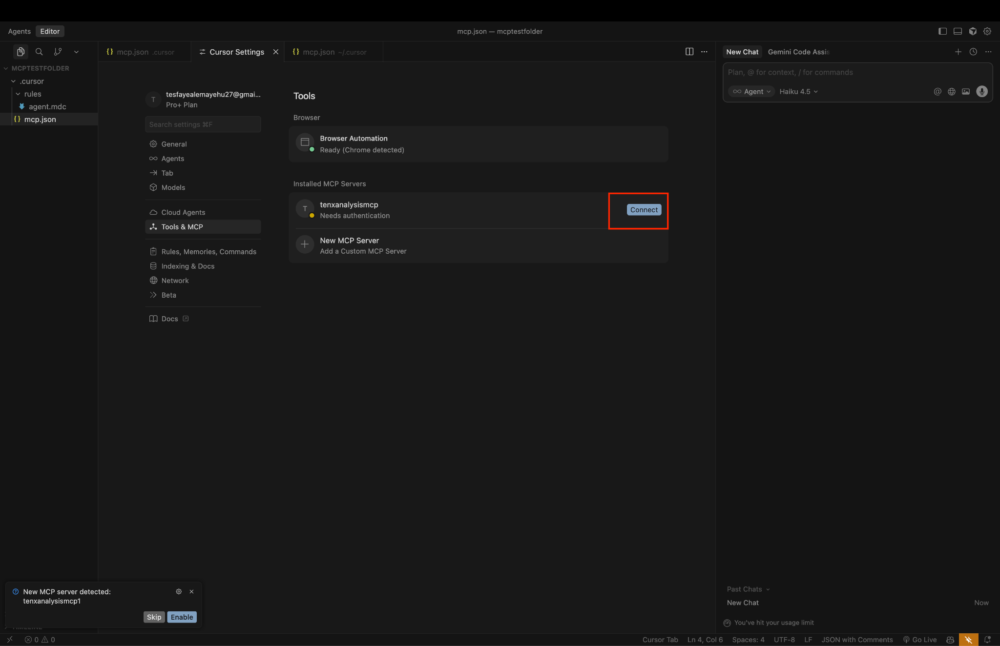 mcp.json — mcptestfolder
Agents
Editor
mcp.json .cursor
Cursor Settings
mcp.json ~/.cursor
MCPTESTFOLDER
.cursor
rules
agent.mdc
mcp.json
T
tesfayealemayehu27@gmai...
Pro+ Plan
Search settings ⌘F
General
Agents
Tab
Models
Cloud Agents
Tools & MCP
Rules, Memories, Commands
Indexing & Docs
Network
Beta
Docs
Tools
Browser
Browser Automation
Ready (Chrome detected)
Installed MCP Servers
T
tenxanalysismcp
Needs authentication
Connect
New MCP Server
Add a Custom MCP Server
New Chat
Gemini Code Assis
Plan, @ for context, / for commands
Agent
Haiku 4.5
Past Chats
New Chat
Now
You've hit your usage limit
New MCP server detected:
tenxanalysismcp1
Skip
Enable
TIMELINE
0
0
Cursor Tab
Ln 4, Col 6
Spaces: 4
UTF-8
LF
JSON with Comments
Go Live